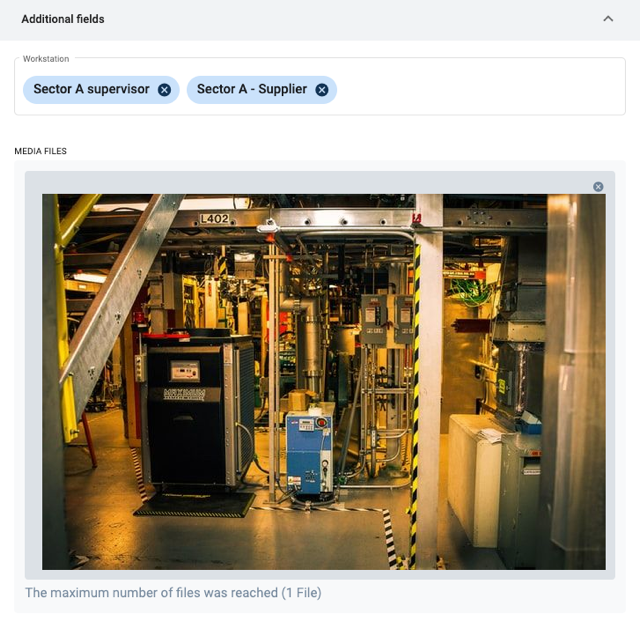 Additional fields
Workstation
Sector A supervisor
Sector A - Supplier
MEDIA FILES
L402
The maximum number of files was reached (1 File)